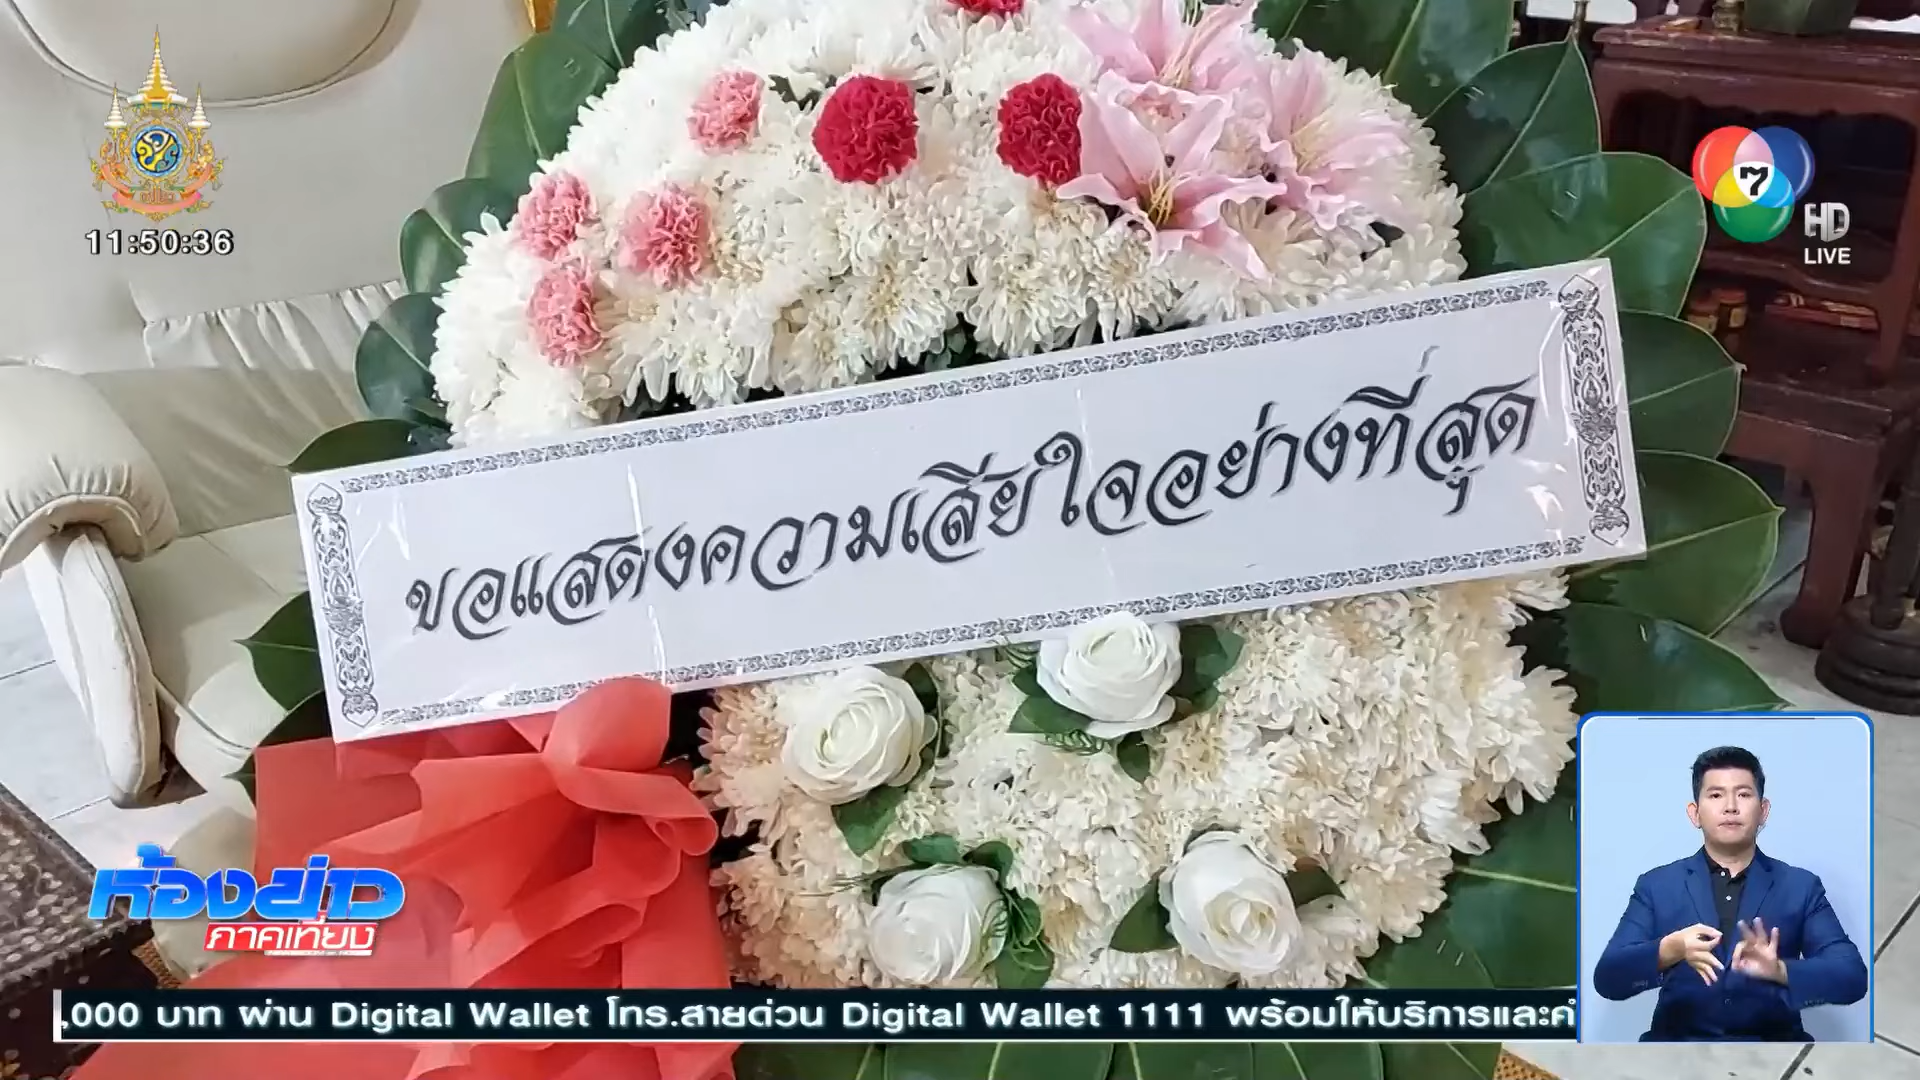 11:50:36
7
HD
LIVE
ขอแสดงความเสียใจอย่างที่สุด
ห้องข่าว
ภาคเที่ยง
,000 บาท ผ่าน Digital Wallet โทร.สายด่วน Digital Wallet 1111 พร้อมให้บริการและคำ